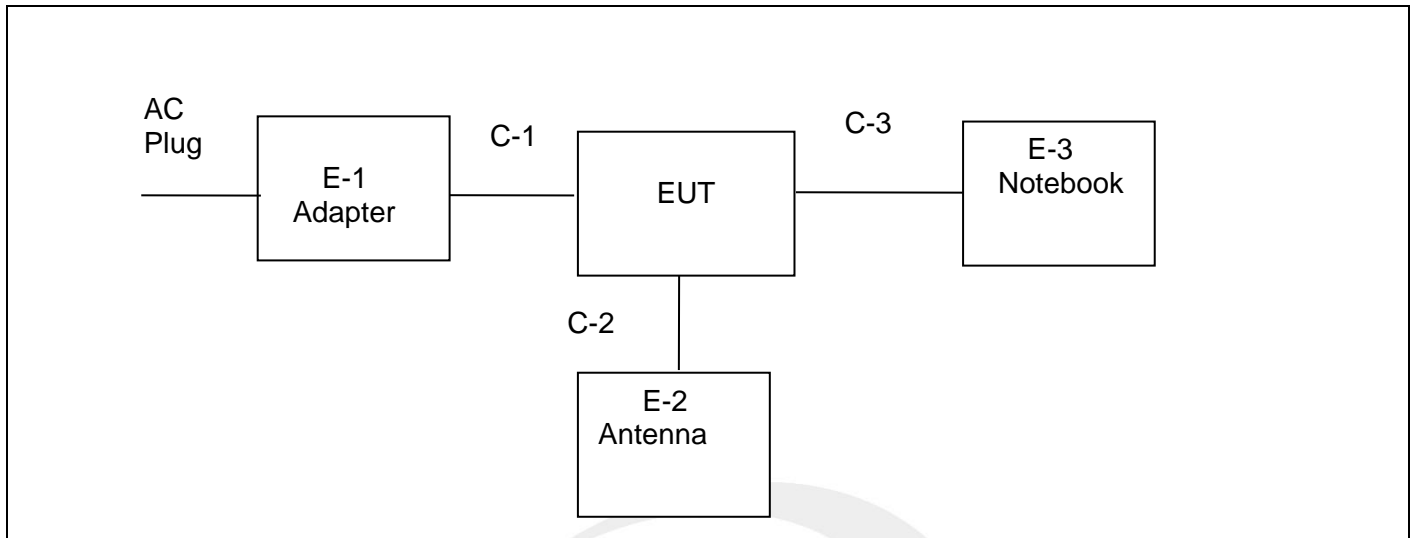 AC
Plug
E-1
Adapter
C-1
EUT
C-3
E-3
Notebook
C-2
E-2
Antenna